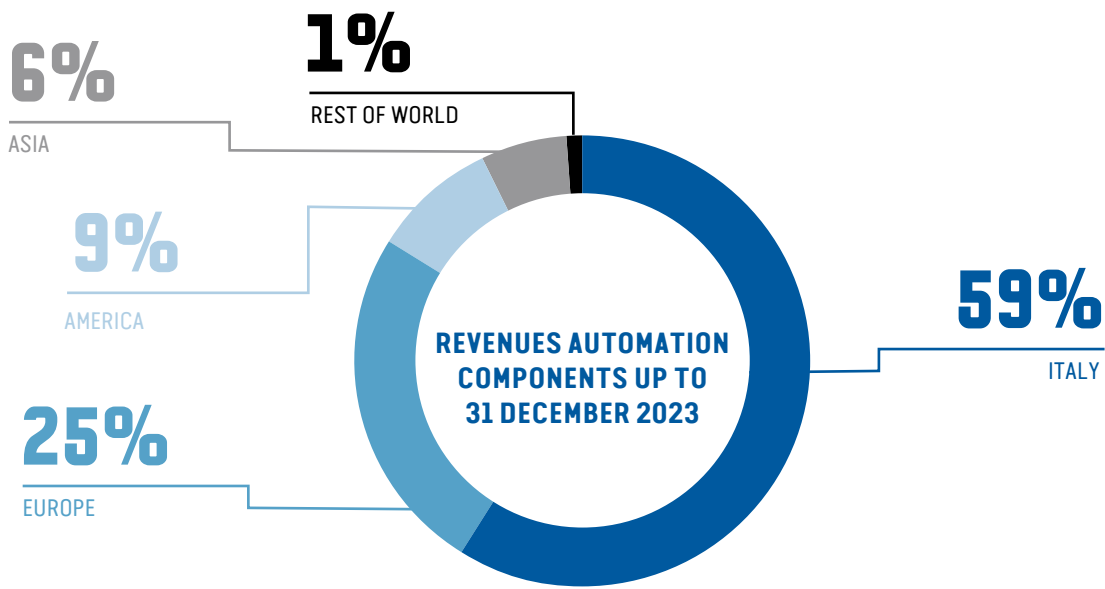 1%
REST OF WORLD
6%
ASIA
9%
AMERICA
59%
ITALY
REVENUES AUTOMATION
COMPONENTS UP TO
31 DECEMBER 2023
25%
EUROPE